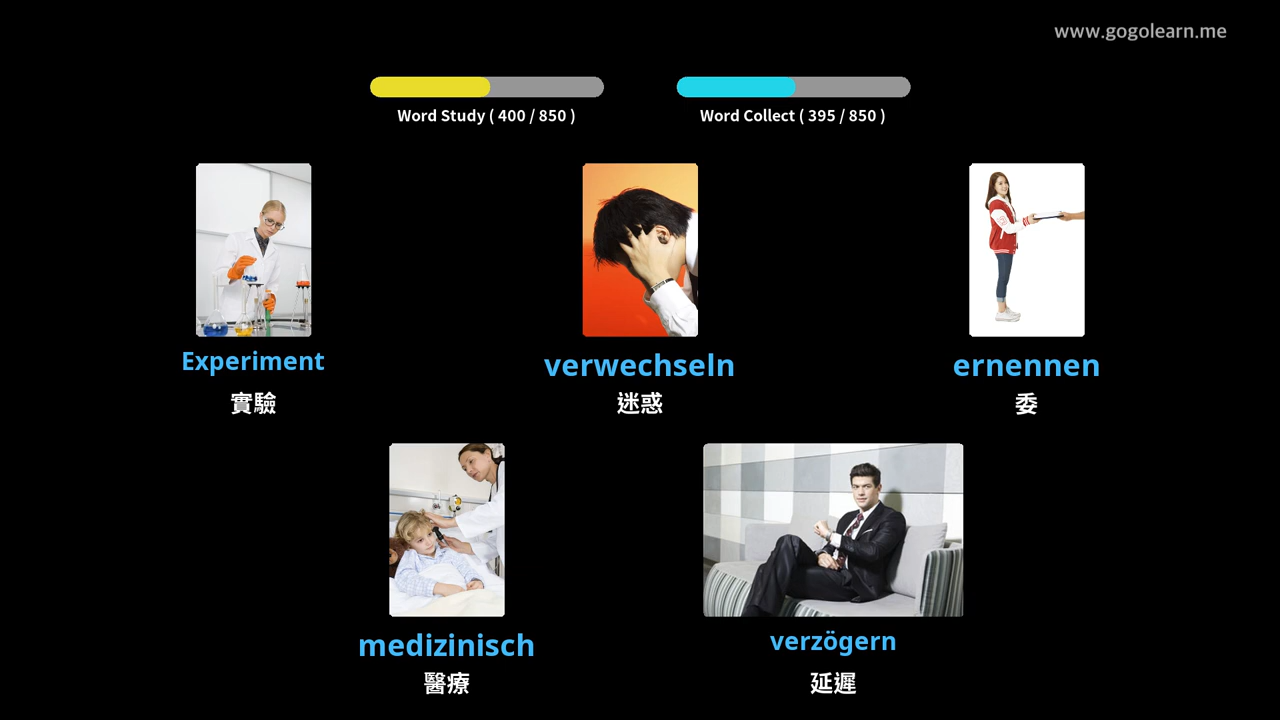 www.gogolearn.me
Word Study ( 400 / 850 )
Word Collect ( 395 / 850 )
Experiment
實驗
verwechseln
迷惑
ernennen
委
medizinisch
醫療
verzögern
延遲